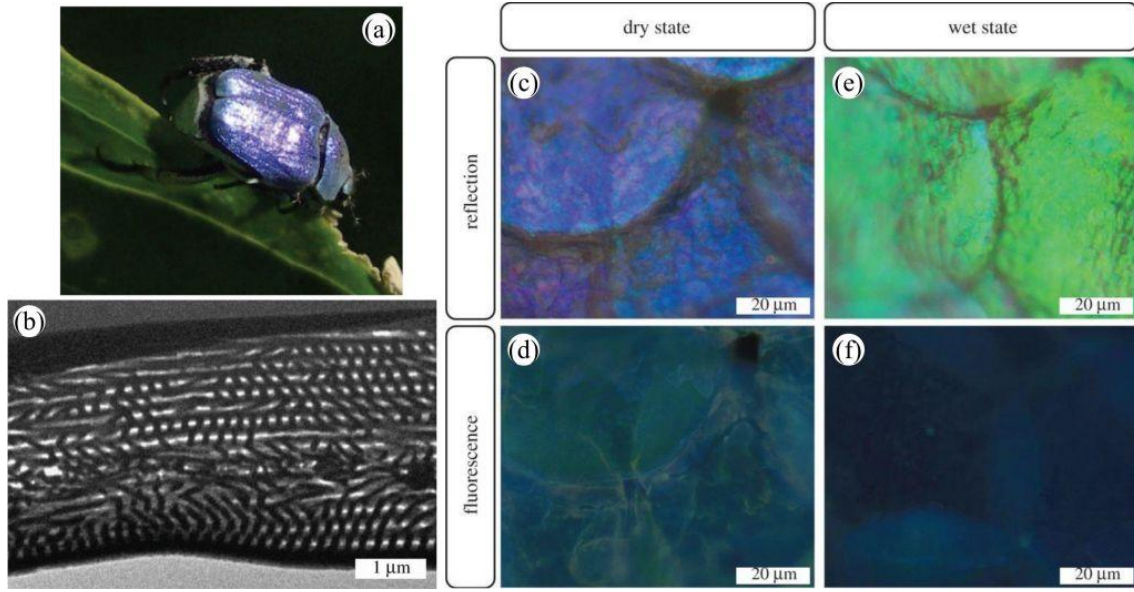 (a)
dry state
wet state
(c)
(e)
reflection
20 µm
20 µm
(b)
1 µm
(d)
(f)
fluorescence
20 µm
20 µm